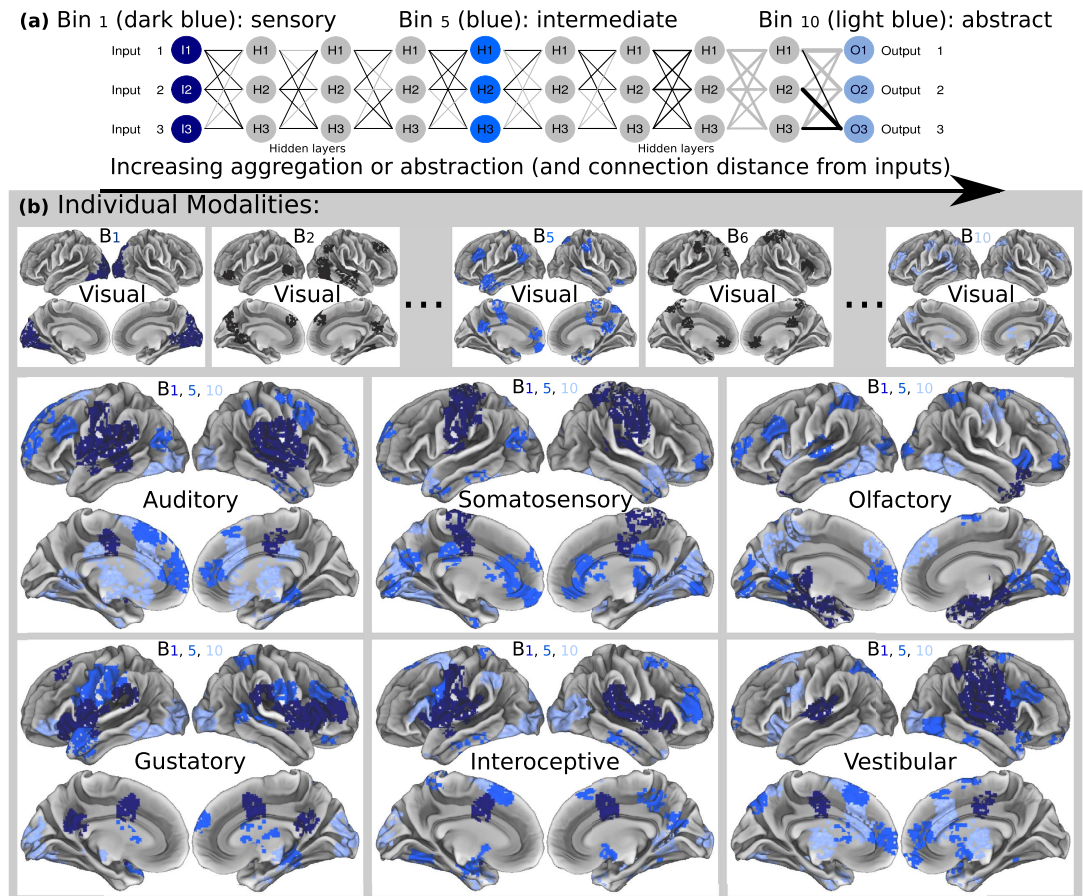 (a) Bin 1 (dark blue): sensory Bin 5 (blue): intermediate Bin 10 (light blue): abstract
Input 1 I1 H1 H1 H1 H1 H1 H1 H1 H1 O1 Output 1
Input 2 I2 H2 H2 H2 H2 H2 H2 H2 H2 O2 Output 2
Input 3 I3 H3 H3 H3 H3 H3 H3 H3 H3 O3 Output 3
Hidden layers Hidden layers
Increasing aggregation or abstraction (and connection distance from inputs)
(b) Individual Modalities:
B1 B2 B5 B6 B10
Visual Visual ... Visual Visual ... Visual
B1, 5, 10 B1, 5, 10 B1, 5, 10
Auditory Somatosensory Olfactory
B1, 5, 10 B1, 5, 10 B1, 5, 10
Gustatory Interoceptive Vestibular